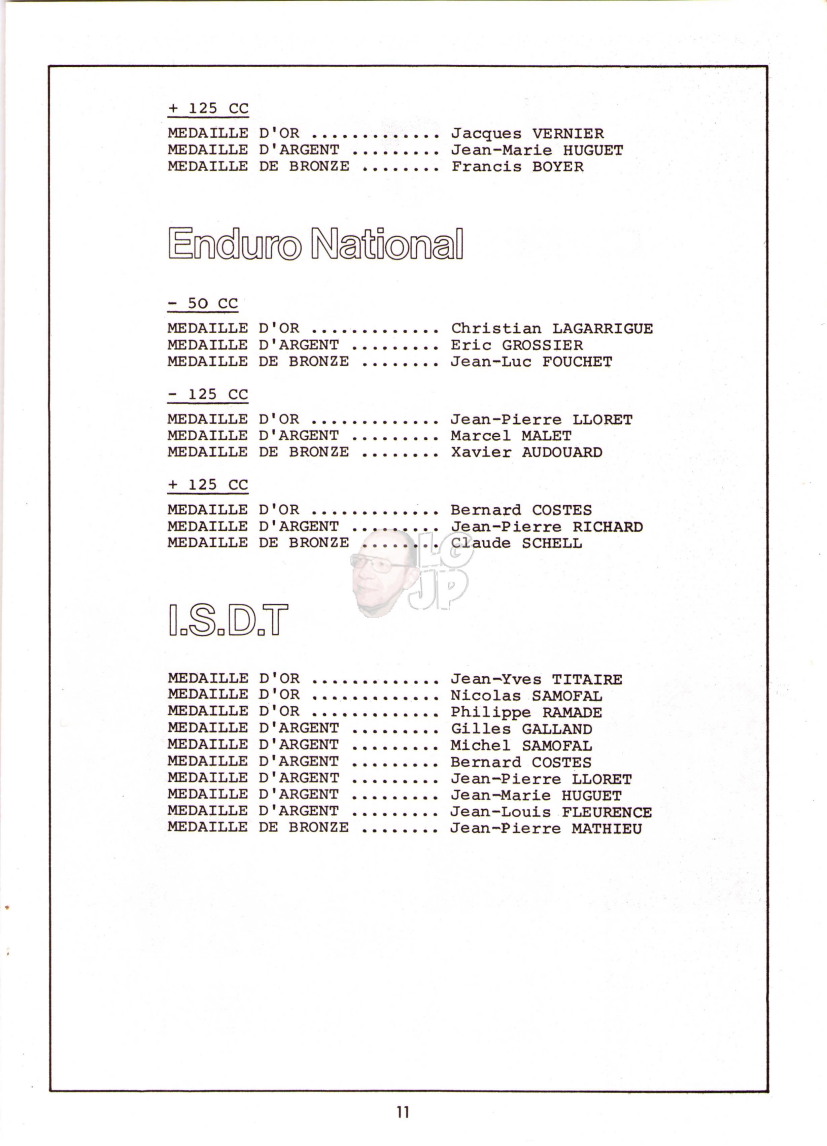 + 125 CC
MEDAILLE D'OR ............. Jacques VERNIER
MEDAILLE D'ARGENT ......... Jean-Marie HUGUET
MEDAILLE DE BRONZE ........ Francis BOYER
Enduro National
- 50 CC
MEDAILLE D'OR ............. Christian LAGARRIGUE
MEDAILLE D'ARGENT ......... Eric GROSSIER
MEDAILLE DE BRONZE ........ Jean-Luc FOUCHET
- 125 CC
MEDAILLE D'OR ............. Jean-Pierre LLORET
MEDAILLE D'ARGENT ......... Marcel MALET
MEDAILLE DE BRONZE ........ Xavier AUDOUARD
+ 125 CC
MEDAILLE D'OR ............. Bernard COSTES
MEDAILLE D'ARGENT ......... Jean-Pierre RICHARD
MEDAILLE DE BRONZE ........ Claude SCHELL
LG
JP
I.S.D.T
MEDAILLE D'OR ............. Jean-Yves TITAIRE
MEDAILLE D'OR ............. Nicolas SAMOFAL
MEDAILLE D'OR ............. Philippe RAMADE
MEDAILLE D'ARGENT ......... Gilles GALLAND
MEDAILLE D'ARGENT ......... Michel SAMOFAL
MEDAILLE D'ARGENT ......... Bernard COSTES
MEDAILLE D'ARGENT ......... Jean-Pierre LLORET
MEDAILLE D'ARGENT ......... Jean-Marie HUGUET
MEDAILLE D'ARGENT ......... Jean-Louis FLEURENCE
MEDAILLE DE BRONZE ........ Jean-Pierre MATHIEU
11